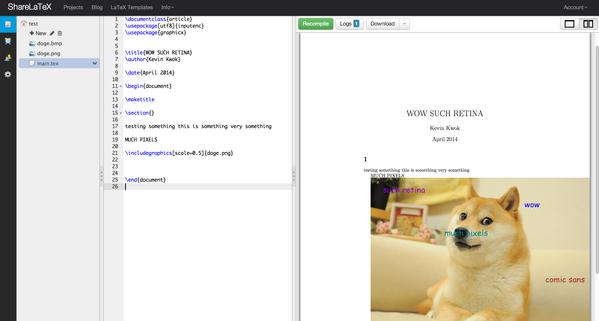 ShareLaTeX Projects LaTeX Templates Info Account
test
New
doge.bmp
doge.png
main.tex
1 \documentclass{article}
2 \usepackage[utf8]{inputenc}
3 \usepackage{graphicx}
4
5
6 \title{WOW SUCH RETINA}
7 \author{Kevin Kwok}
8
9 \date{April 2014}
10
11 \begin{document}
12
13 \maketitle
14
15 \section{}
16
17 testing something this is something very something
18
19 MUCH PIXELS
20
21 \includegraphics[scale=0.5]{doge.png}
22
23
24
25 \end{document}
26
Recompile Logs 1 Download
WOW SUCH RETINA
Kevin Kwok
April 2014
1
testing something this is something very something
MUCH PIXELS
such retina
wow
much pixels
comic sans